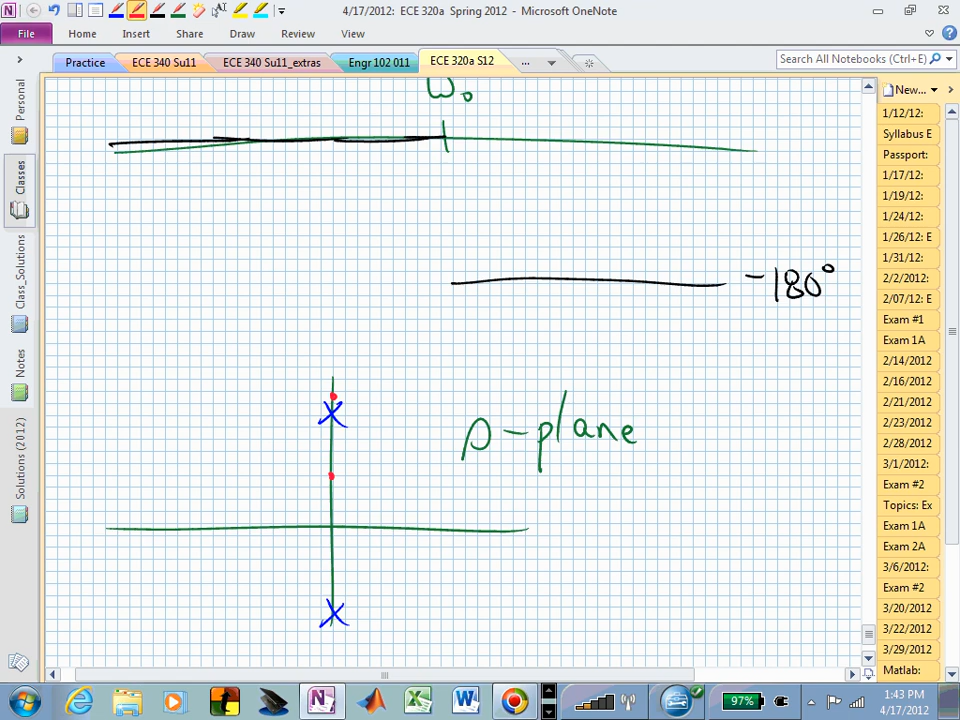 4/17/2012: ECE 320a Spring 2012 - Microsoft OneNote
File Home Insert Share Draw Review View
Practice ECE 340 Su11 ECE 340 Su11_extras Engr 102 011 ECE 320a S12 ...
Search All Notebooks (Ctrl+E)
Personal
Classes
Class_Solutions
Notes
Solutions (2012)
ω₀
-180°
s-plane
New...
1/12/12:
Syllabus E
Passport:
1/17/12:
1/19/12:
1/24/12:
1/26/12: E
1/31/12:
2/2/2012:
2/07/12: E
Exam #1
Exam 1A
2/14/2012
2/16/2012
2/21/2012
2/23/2012
2/28/2012
3/1/2012:
Exam #2
Topics: Ex
Exam 1A
Exam 2A
3/6/2012:
Exam #2
3/20/2012
3/22/2012
3/29/2012
Matlab:
97%
1:43 PM
4/17/2012